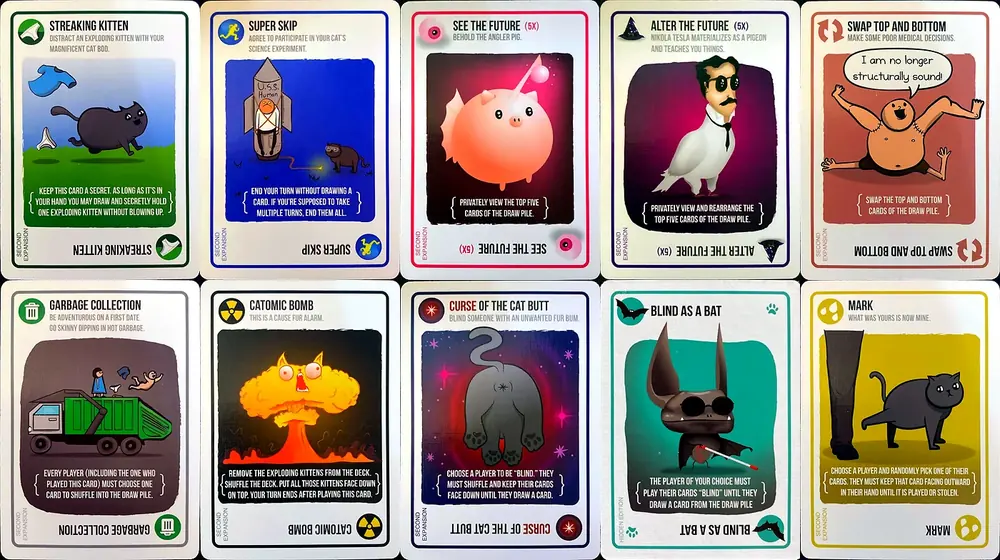 STREAKING KITTEN
DISTRACT AN EXPLODING KITTEN WITH YOUR
MAGNIFICENT CAT BOD.
KEEP THIS CARD A SECRET. AS LONG AS IT'S IN
YOUR HAND YOU MAY DRAW AND SECRETLY HOLD
ONE EXPLODING KITTEN WITHOUT BLOWING UP.
SECOND
EXPANSION
STREAKING KITTEN
SUPER SKIP
AGREE TO PARTICIPATE IN YOUR CAT'S
SCIENCE EXPERIMENT.
U.S.S.
Human
END YOUR TURN WITHOUT DRAWING A
CARD. IF YOU'RE SUPPOSED TO TAKE
MULTIPLE TURNS, END THEM ALL.
SECOND
EXPANSION
SUPER SKIP
SEE THE FUTURE (5X)
BEHOLD THE ANGLER PIG.
PRIVATELY VIEW THE TOP FIVE
CARDS OF THE DRAW PILE.
SECOND
EXPANSION
SEE THE FUTURE (5X)
ALTER THE FUTURE (5X)
NIKOLA TESLA MATERIALIZES AS A PIGEON
AND TEACHES YOU THINGS.
PRIVATELY VIEW AND REARRANGE THE
TOP FIVE CARDS OF THE DRAW PILE.
SECOND
EXPANSION
ALTER THE FUTURE (5X)
SWAP TOP AND BOTTOM
MAKE SOME POOR MEDICAL DECISIONS.
I am no longer
structurally sound!
SWAP THE TOP AND BOTTOM
CARDS OF THE DRAW PILE.
SECOND
EXPANSION
SWAP TOP AND BOTTOM
GARBAGE COLLECTION
BE ADVENTUROUS ON A FIRST DATE.
GO SKINNY DIPPING IN HOT GARBAGE.
EVERY PLAYER (INCLUDING THE ONE WHO
PLAYED THIS CARD) MUST CHOOSE ONE
CARD TO SHUFFLE INTO THE DRAW PILE.
SECOND
EXPANSION
GARBAGE COLLECTION
CATOMIC BOMB
THIS IS A CAUSE FUR ALARM.
REMOVE THE EXPLODING KITTENS FROM THE DECK.
SHUFFLE THE DECK. PUT ALL THOSE KITTENS FACE DOWN
ON TOP. YOUR TURN ENDS AFTER PLAYING THIS CARD.
SECOND
EXPANSION
CATOMIC BOMB
CURSE OF THE CAT BUTT
BLIND SOMEONE WITH AN UNWANTED FUR BUM.
CHOOSE A PLAYER TO BE "BLIND." THEY
MUST SHUFFLE AND KEEP THEIR CARDS
FACE DOWN UNTIL THEY DRAW A CARD.
SECOND
EXPANSION
CURSE OF THE CAT BUTT
BLIND AS A BAT
THE PLAYER OF YOUR CHOICE MUST
PLAY THEIR CARDS "BLIND" UNTIL THEY
DRAW A CARD FROM THE DRAW PILE
HIDDEN EDITION
BLIND AS A BAT
MARK
WHAT WAS YOURS IS NOW MINE.
CHOOSE A PLAYER AND RANDOMLY PICK ONE OF THEIR
CARDS. THEY MUST KEEP THAT CARD FACING OUTWARD
IN THEIR HAND UNTIL IT IS PLAYED OR STOLEN.
SECOND
EXPANSION
MARK